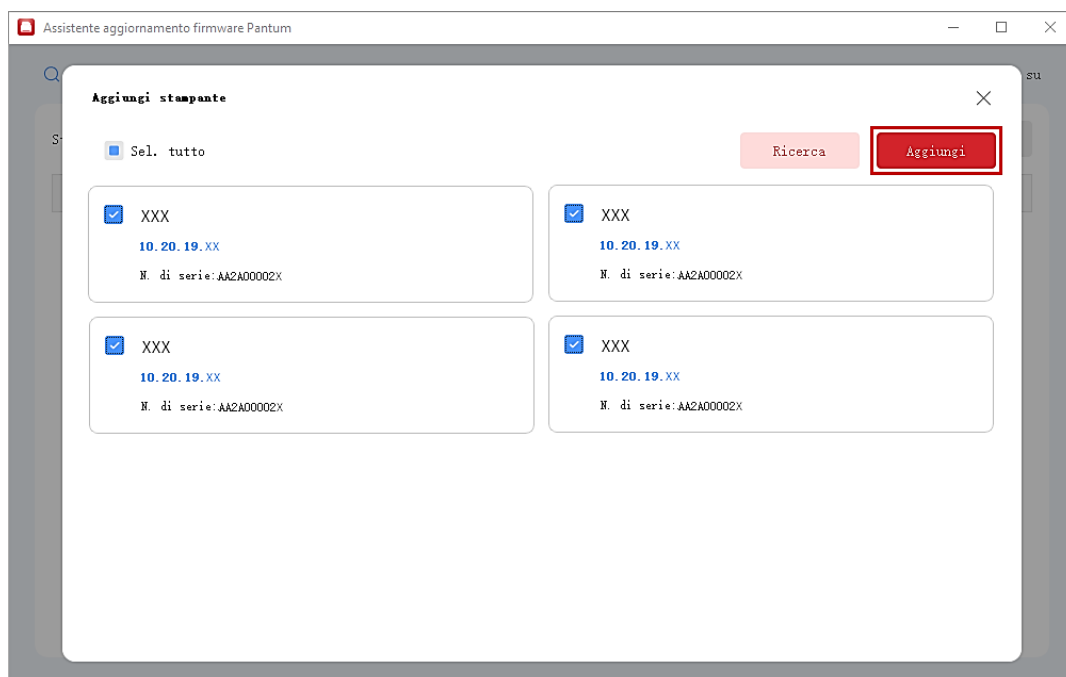 Assistente aggiornamento firmware Pantum
su
Aggiungi stampante
Sel. tutto
Ricerca
Aggiungi
XXX
10.20.19.XX
N. di serie:AA2A00002X
XXX
10.20.19.XX
N. di serie:AA2A00002X
XXX
10.20.19.XX
N. di serie:AA2A00002X
XXX
10.20.19.XX
N. di serie:AA2A00002X